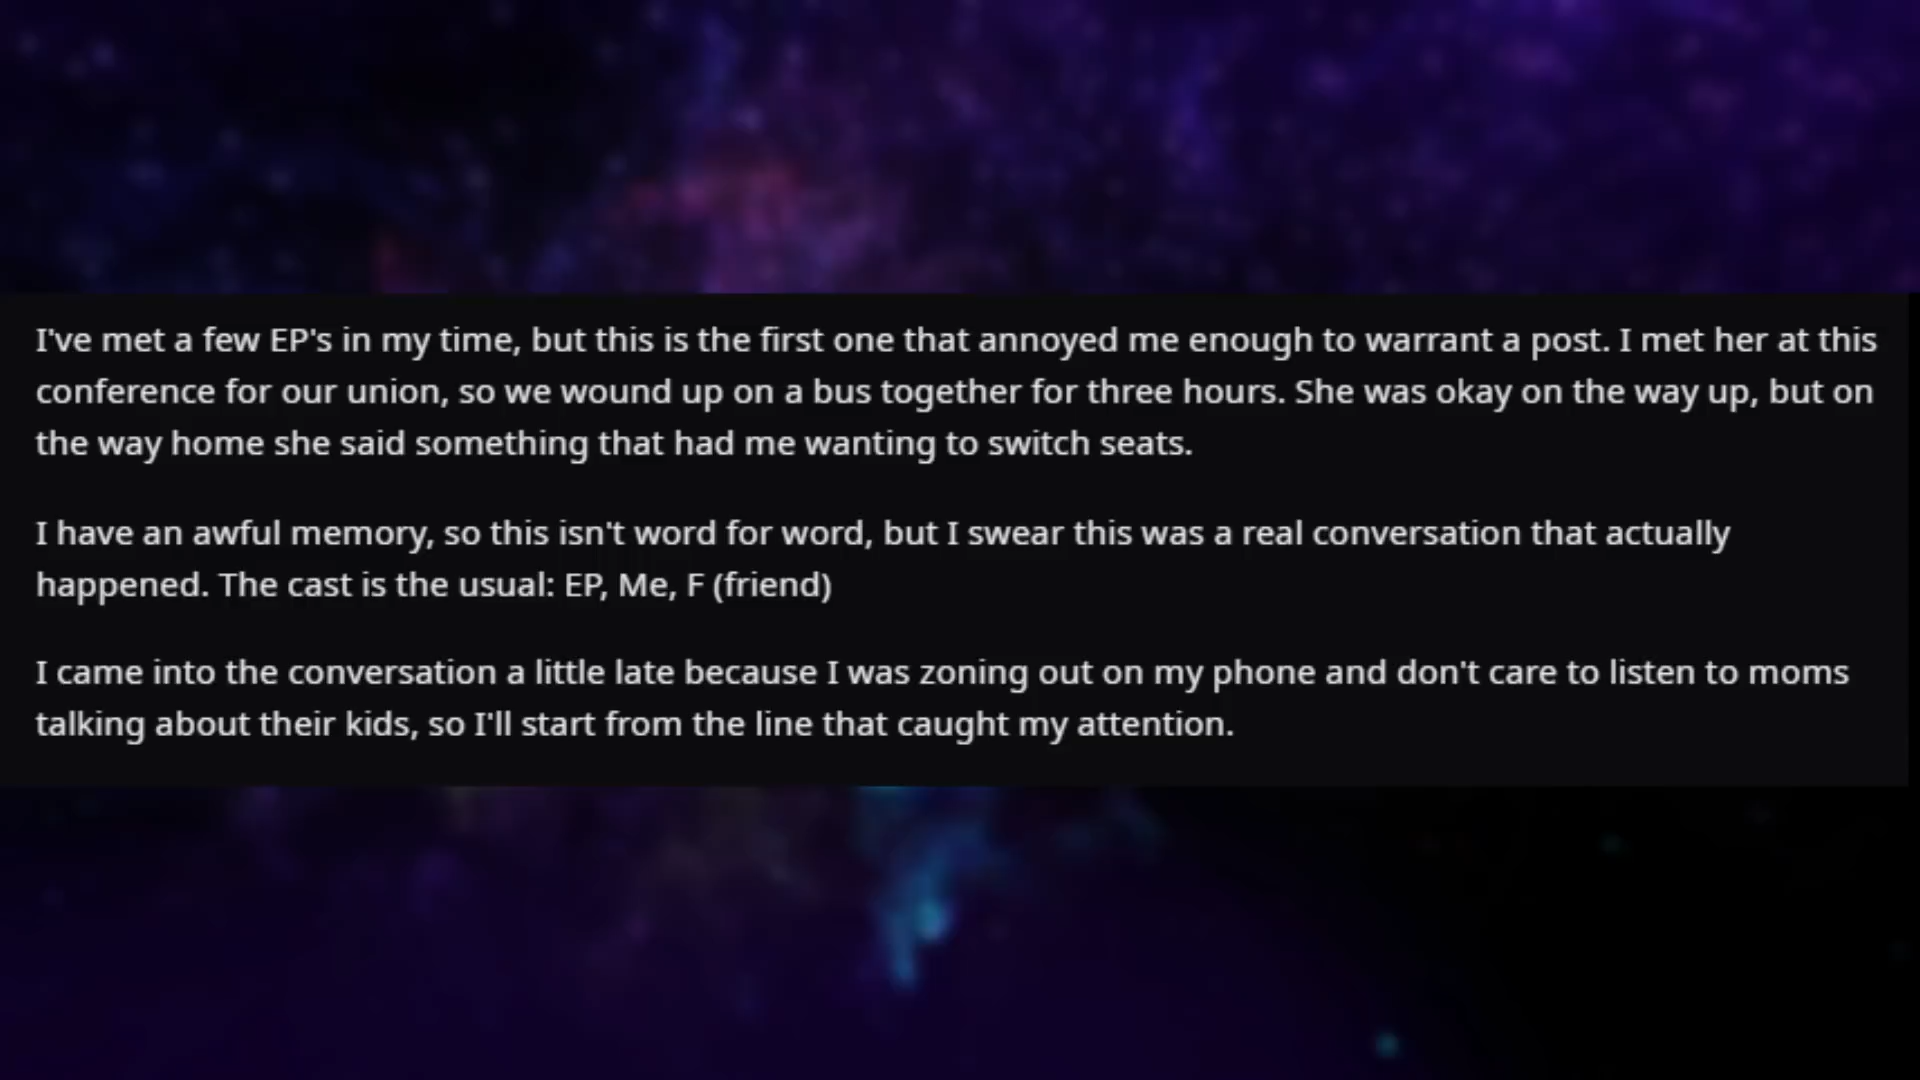 I've met a few EP's in my time, but this is the first one that annoyed me enough to warrant a post. I met her at this
conference for our union, so we wound up on a bus together for three hours. She was okay on the way up, but on
the way home she said something that had me wanting to switch seats.
I have an awful memory, so this isn't word for word, but I swear this was a real conversation that actually
happened. The cast is the usual: EP, Me, F (friend)
I came into the conversation a little late because I was zoning out on my phone and don't care to listen to moms
talking about their kids, so I'll start from the line that caught my attention.